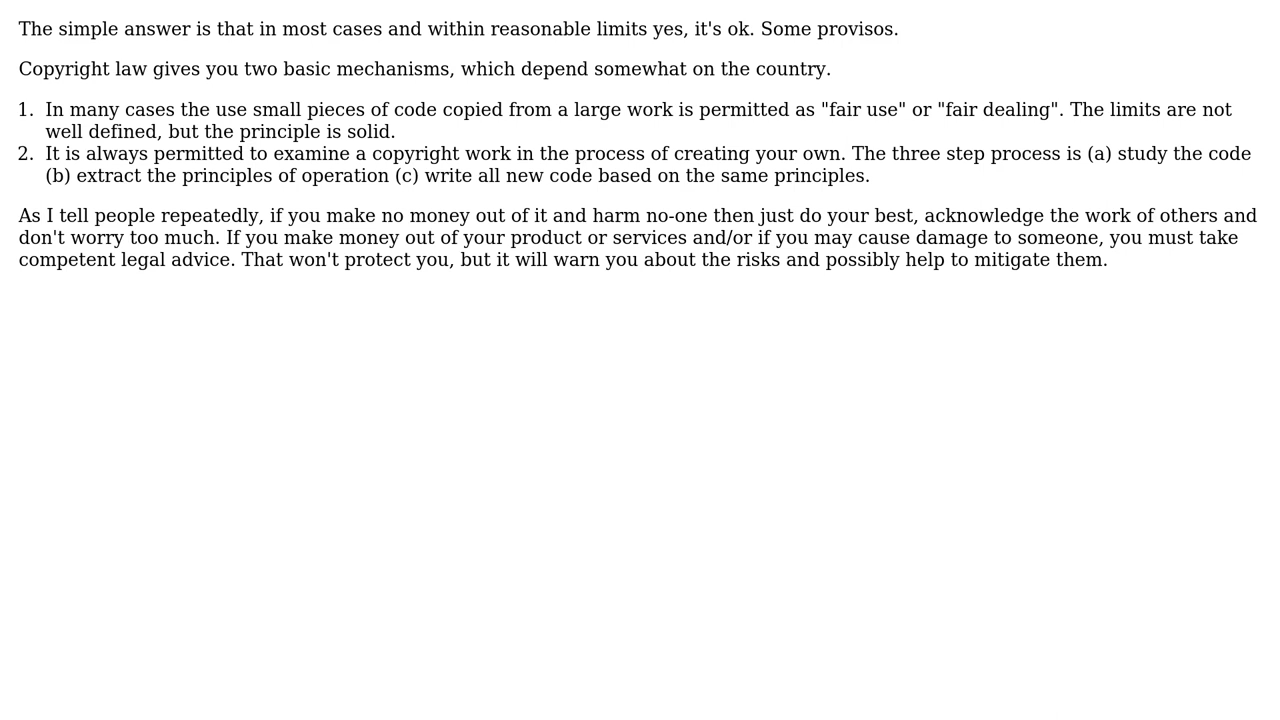 The simple answer is that in most cases and within reasonable limits yes, it's ok. Some provisos.
Copyright law gives you two basic mechanisms, which depend somewhat on the country.
1. In many cases the use small pieces of code copied from a large work is permitted as "fair use" or "fair dealing". The limits are not
well defined, but the principle is solid.
2. It is always permitted to examine a copyright work in the process of creating your own. The three step process is (a) study the code
(b) extract the principles of operation (c) write all new code based on the same principles.
As I tell people repeatedly, if you make no money out of it and harm no-one then just do your best, acknowledge the work of others and
don't worry too much. If you make money out of your product or services and/or if you may cause damage to someone, you must take
competent legal advice. That won't protect you, but it will warn you about the risks and possibly help to mitigate them.